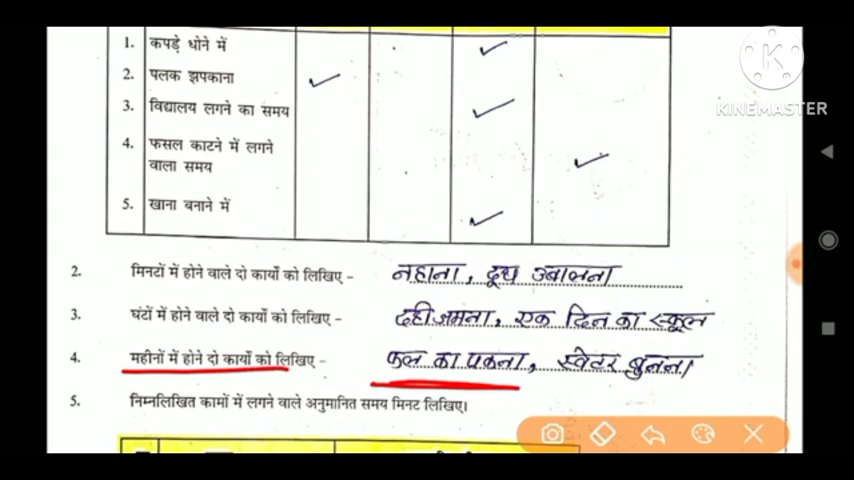 1. कपड़े धोने में
K
2. पलक झपकाना
KINEMASTER
3. विद्यालय लगने का समय
4. फसल काटने में लगने
वाला समय
5. खाना बनाने में
2. मिनटों में होने वाले दो कार्यो को लिखिए – नहाना, दूध उबालना
3. घंटों में होने वाले दो कार्यो को लिखिए – दही जमना, एक दिन का स्कूल
4. महीनों में होने दो कार्यो को लिखिए – फल का पकना, स्वेटर बुनना
5. निम्नलिखित कामों में लगने वाले अनुमानित समय मिनट लिखिए।